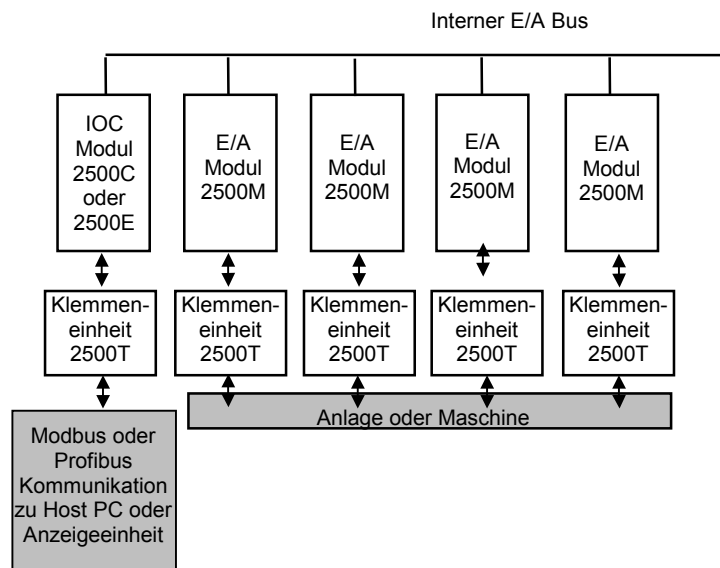 Interner E/A Bus
IOC
Modul
2500C
oder
2500E
E/A
Modul
2500M
E/A
Modul
2500M
E/A
Modul
2500M
E/A
Modul
2500M
Klemmen-
einheit
2500T
Klemmen-
einheit
2500T
Klemmen-
einheit
2500T
Klemmen-
einheit
2500T
Klemmen-
einheit
2500T
Anlage oder Maschine
Modbus oder
Profibus
Kommunikation
zu Host PC oder
Anzeigeeinheit